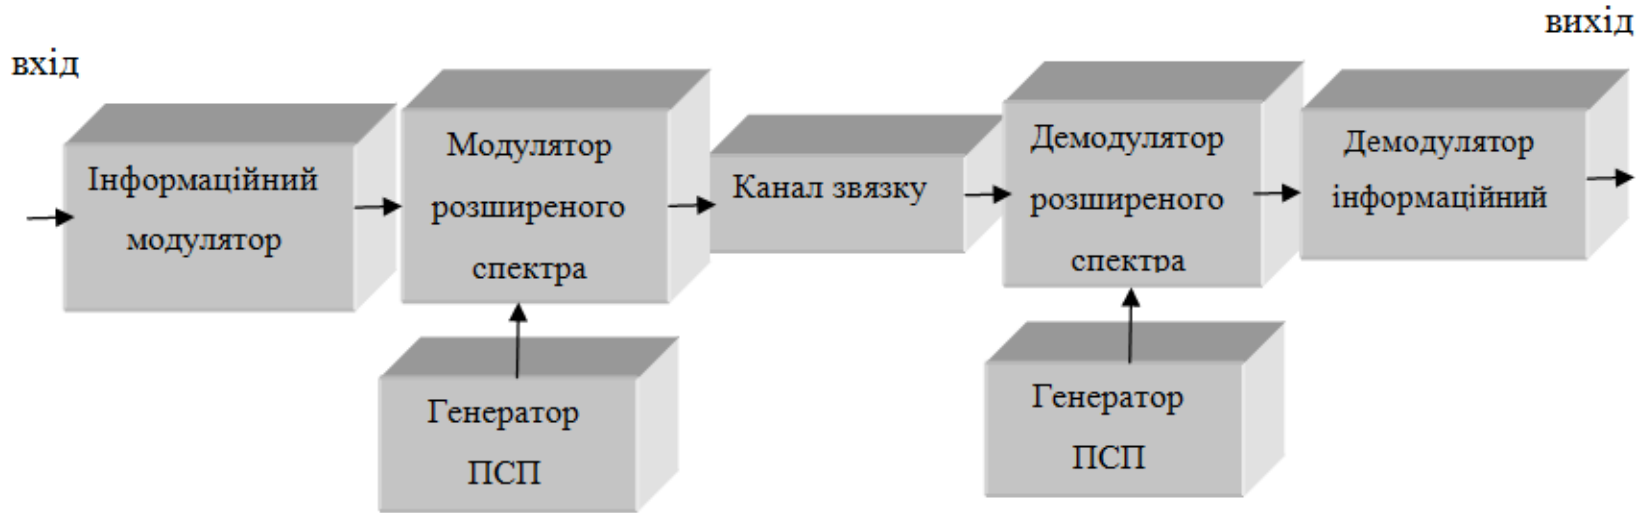 вхід
вихід
Інформаційний
модулятор
Модулятор
розширеного
спектра
Канал звязку
Демодулятор
розширеного
спектра
Демодулятор
інформаційний
Генератор
ПСП
Генератор
ПСП